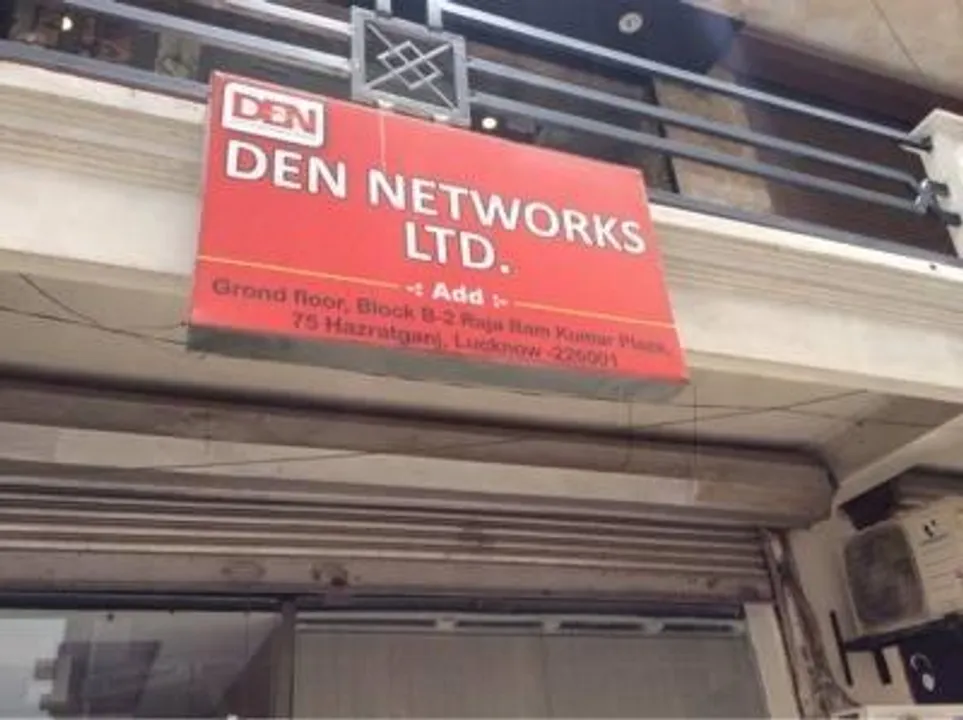 DEN
DEN NETWORKS
LTD.
-: Add :-
Grond floor, Block B-2 Raja Ram Kumar Plaza,
75 Hazratganj, Lucknow -226001